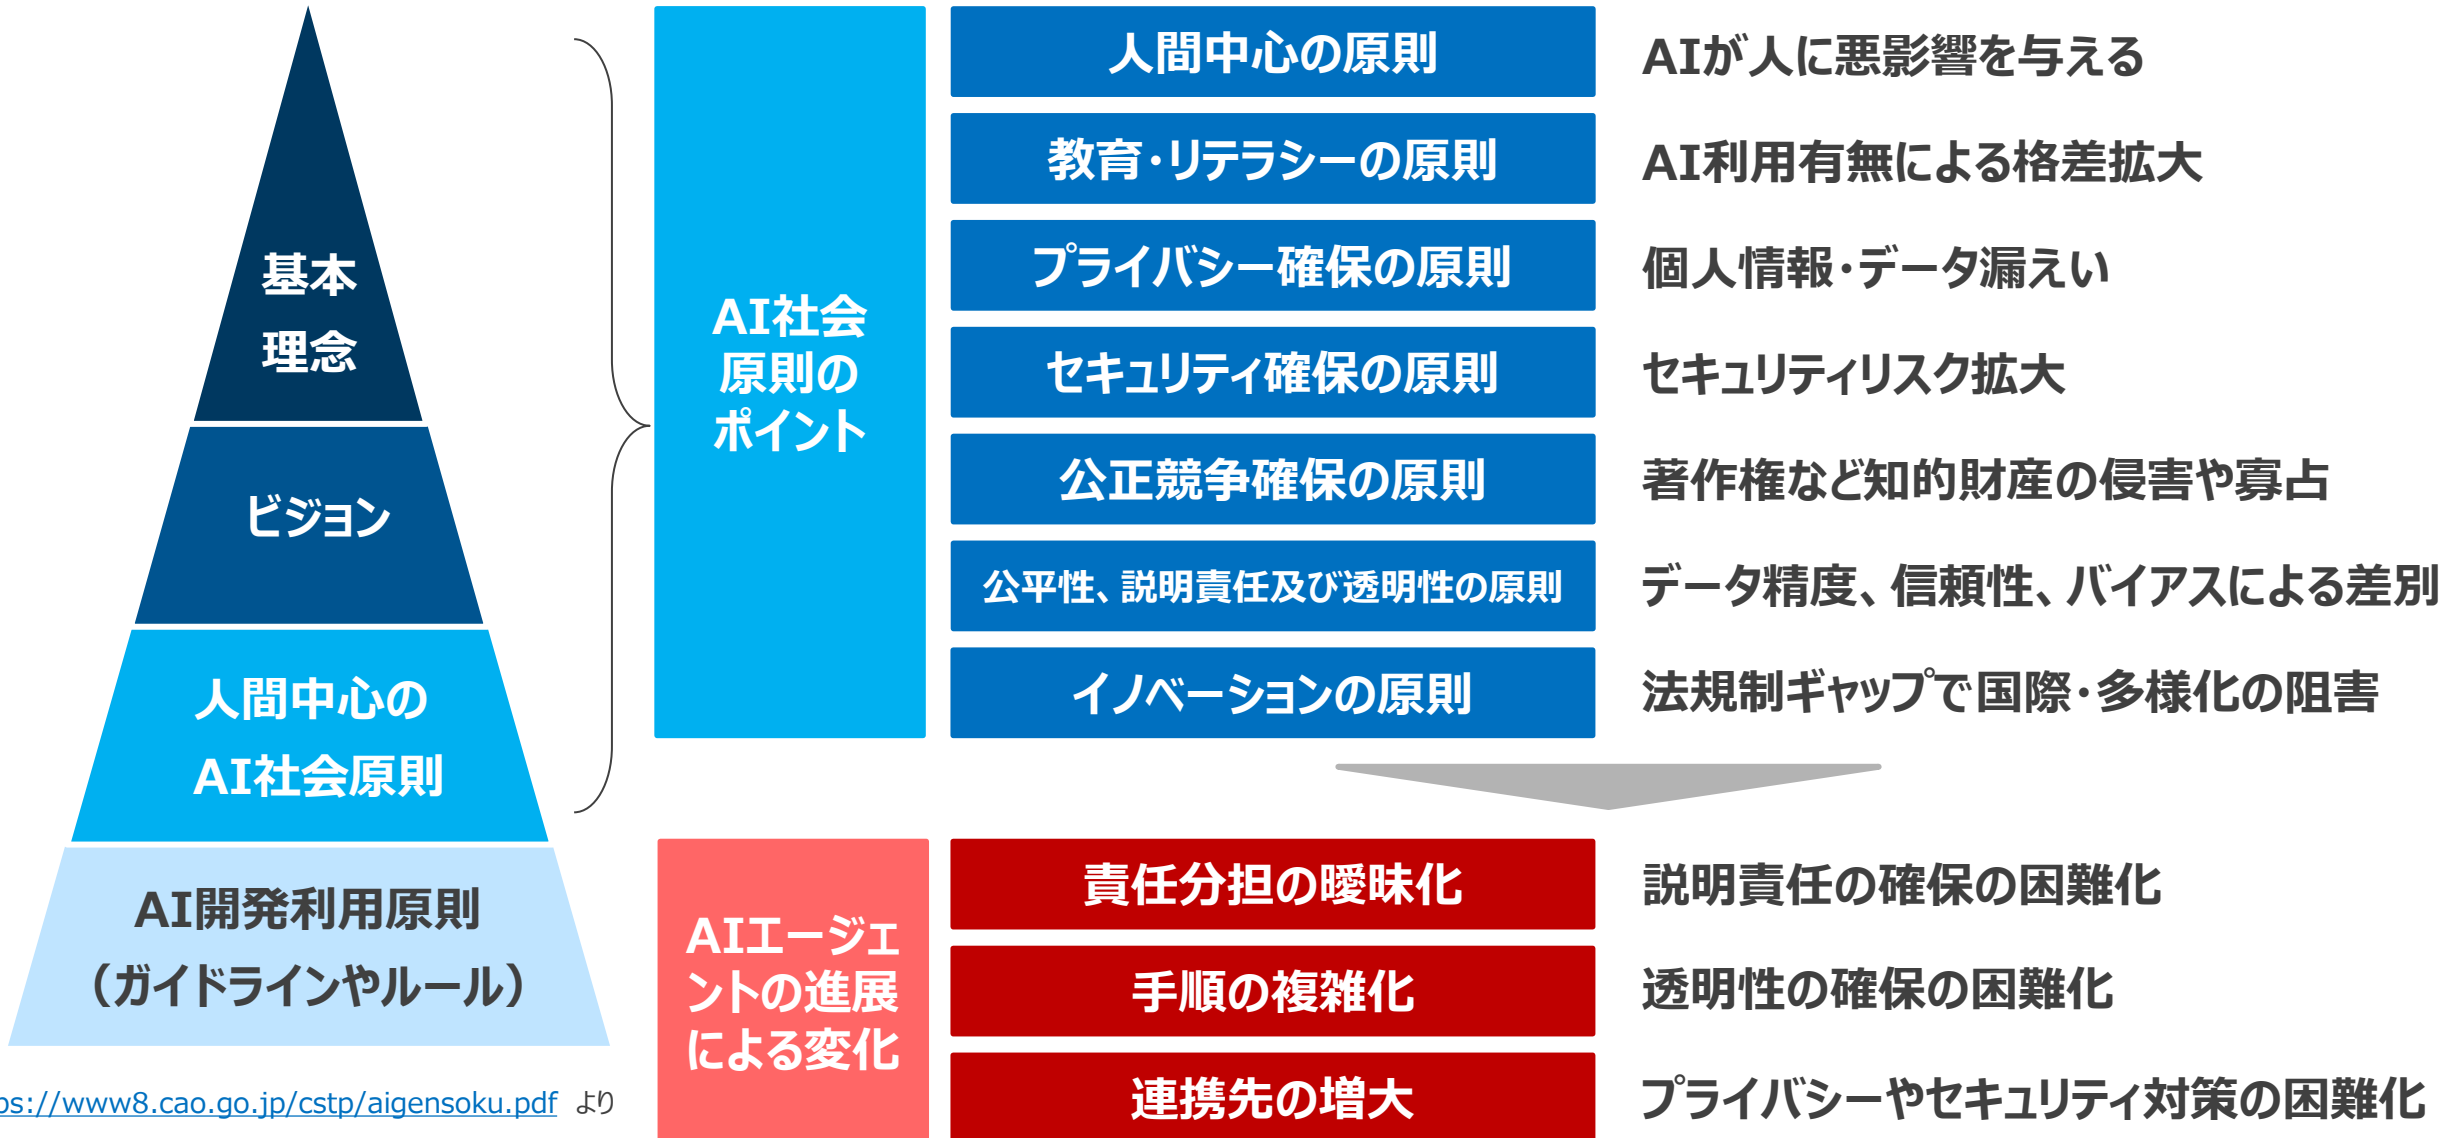 基本
理念
ビジョン
人間中心の
AI社会原則
AI開発利用原則
（ガイドラインやルール）
ps://www8.cao.go.jp/cstp/aigensoku.pdf より
AI社会
原則の
ポイント
人間中心の原則 AIが人に悪影響を与える
教育・リテラシーの原則 AI利用有無による格差拡大
プライバシー確保の原則 個人情報・データ漏えい
セキュリティ確保の原則 セキュリティリスク拡大
公正競争確保の原則 著作権など知的財産の侵害や寡占
公平性、説明責任及び透明性の原則 データ精度、信頼性、バイアスによる差別
イノベーションの原則 法規制ギャップで国際・多様化の阻害
AIエージェ
ントの進展
による変化
責任分担の曖昧化 説明責任の確保の困難化
手順の複雑化 透明性の確保の困難化
連携先の増大 プライバシーやセキュリティ対策の困難化